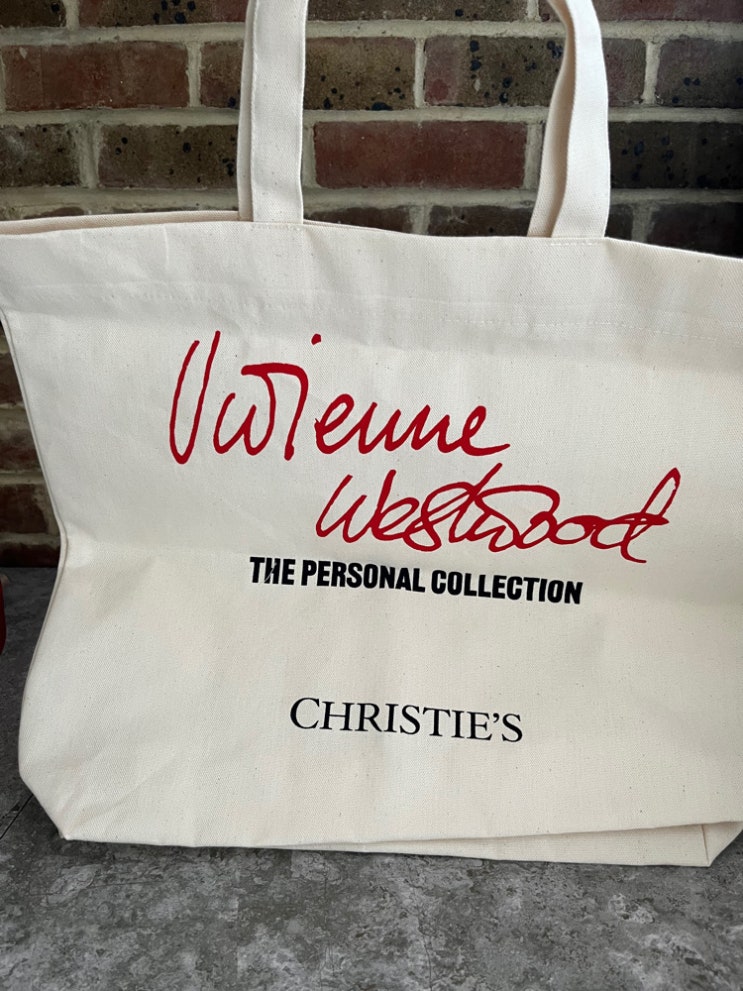 Vivienne
Westwood
THE PERSONAL COLLECTION
CHRISTIE'S